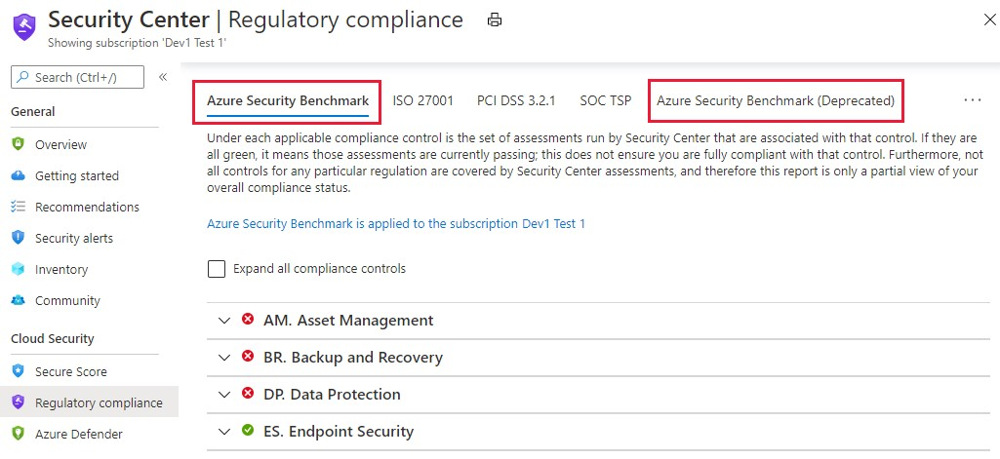 Security Center | Regulatory compliance
Showing subscription 'Dev1 Test 1'
Search (Ctrl+/)
General
Overview
Getting started
Recommendations
Security alerts
Inventory
Community
Cloud Security
Secure Score
Regulatory compliance
Azure Defender
Azure Security Benchmark ISO 27001 PCI DSS 3.2.1 SOC TSP Azure Security Benchmark (Deprecated) ...
Under each applicable compliance control is the set of assessments run by Security Center that are associated with that control. If they are
all green, it means those assessments are currently passing; this does not ensure you are fully compliant with that control. Furthermore, not
all controls for any particular regulation are covered by Security Center assessments, and therefore this report is only a partial view of your
overall compliance status.
Azure Security Benchmark is applied to the subscription Dev1 Test 1
Expand all compliance controls
AM. Asset Management
BR. Backup and Recovery
DP. Data Protection
ES. Endpoint Security